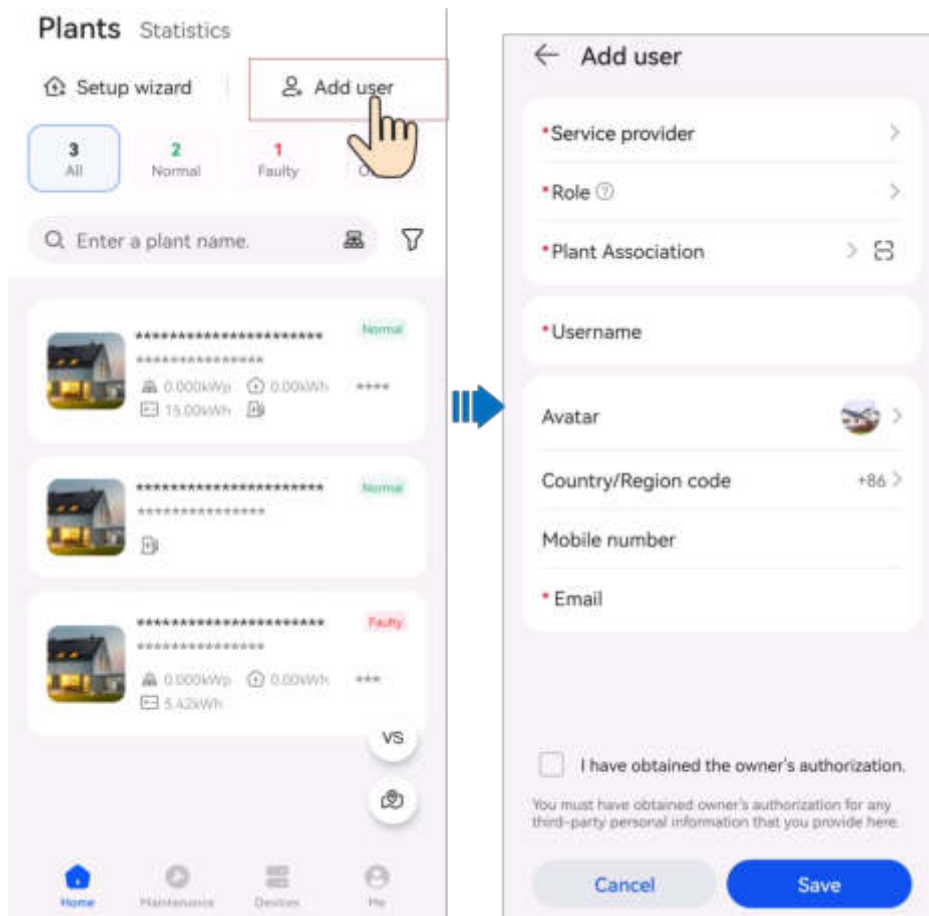 Plants Statistics
Setup wizard
Add user
3
All
2
Normal
1
Faulty
Enter a plant name.
**********************
Normal
***************
0.000kWp 0.00kWh ****
15.00kWh
**********************
Normal
***************
**********************
Faulty
***************
0.000kWp 0.00kWh ***
5.42kWh
VS
Home
Maintenance
Devices
Me
Add user
*Service provider
*Role
*Plant Association
*Username
Avatar
Country/Region code +86
Mobile number
*Email
I have obtained the owner's authorization.
You must have obtained owner's authorization for any
third-party personal information that you provide here.
Cancel
Save